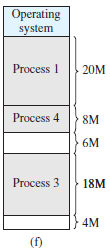 Operating
system
Process 1
20M
Process 4
8M
6M
Process 3
18M
4M
(f)